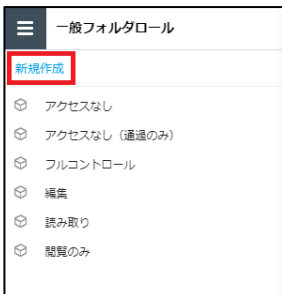 一般フォルダロール
新規作成
アクセスなし
アクセスなし（通過のみ）
フルコントロール
編集
読み取り
閲覧のみ